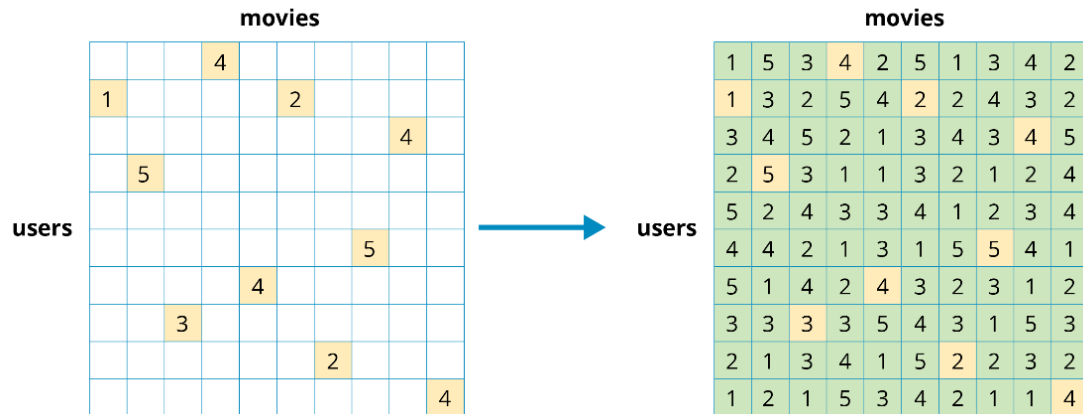 movies movies
4 1 5 3 4 2 5 1 3 4 2
1 2 1 3 2 5 4 2 2 4 3 2
4 3 4 5 2 1 3 4 3 4 5
5 2 5 3 1 1 3 2 1 2 4
users users 5 2 4 3 3 4 1 2 3 4
5 4 4 2 1 3 1 5 5 4 1
4 5 1 4 2 4 3 2 3 1 2
3 3 3 3 3 5 4 3 1 5 3
2 2 1 3 4 1 5 2 2 3 2
4 1 2 1 5 3 4 2 1 1 4